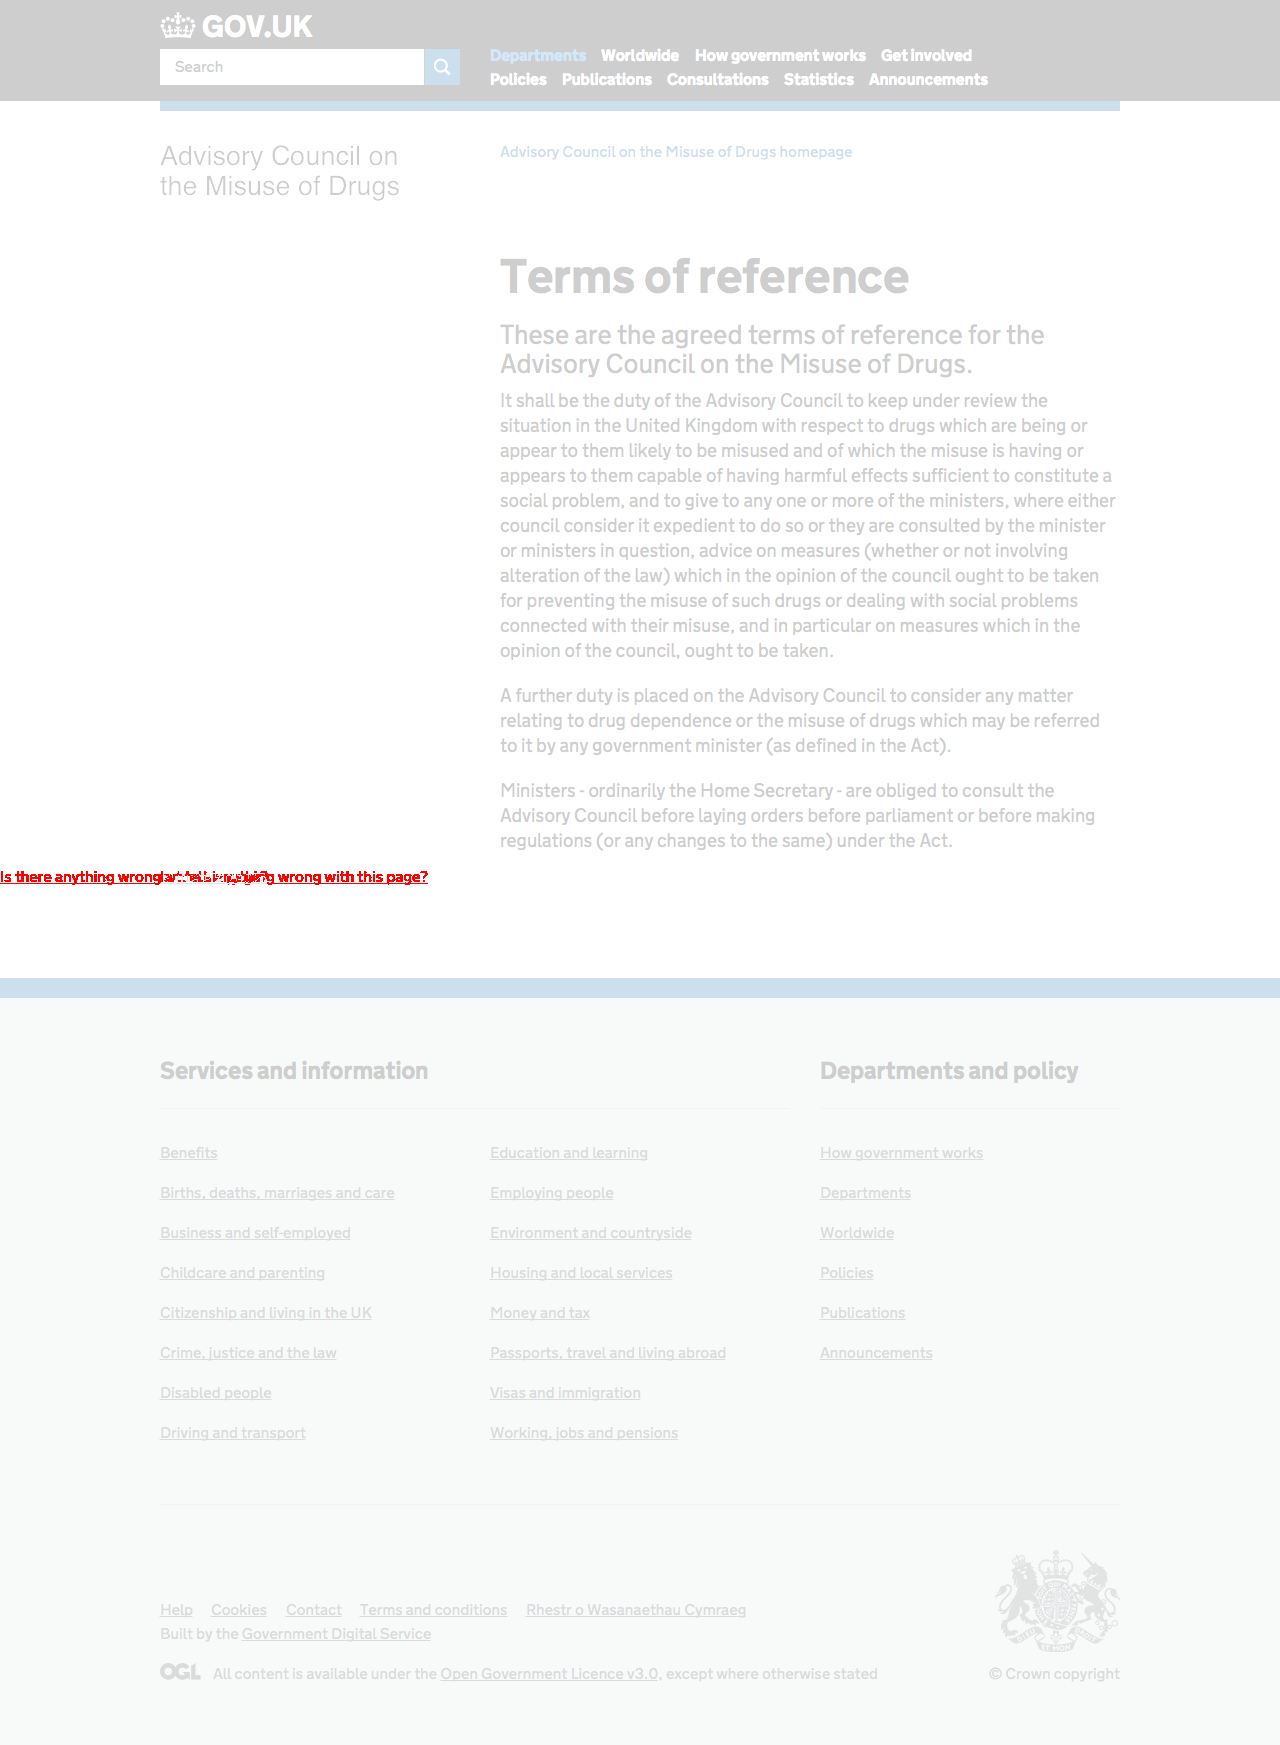 GOV.UK
Search
Departments Worldwide How government works Get involved
Policies Publications Consultations Statistics Announcements
Advisory Council on
the Misuse of Drugs
Advisory Council on the Misuse of Drugs homepage
Terms of reference
These are the agreed terms of reference for the
Advisory Council on the Misuse of Drugs.
It shall be the duty of the Advisory Council to keep under review the
situation in the United Kingdom with respect to drugs which are being or
appear to them likely to be misused and of which the misuse is having or
appears to them capable of having harmful effects sufficient to constitute a
social problem, and to give to any one or more of the ministers, where either
council consider it expedient to do so or they are consulted by the minister
or ministers in question, advice on measures (whether or not involving
alteration of the law) which in the opinion of the council ought to be taken
for preventing the misuse of such drugs or dealing with social problems
connected with their misuse, and in particular on measures which in the
opinion of the council, ought to be taken.
A further duty is placed on the Advisory Council to consider any matter
relating to drug dependence or the misuse of drugs which may be referred
to it by any government minister (as defined in the Act).
Ministers - ordinarily the Home Secretary - are obliged to consult the
Advisory Council before laying orders before parliament or before making
regulations (or any changes to the same) under the Act.
Is there anything wrong wrong with this page?
Services and information
Departments and policy
Benefits
Births, deaths, marriages and care
Business and self-employed
Childcare and parenting
Citizenship and living in the UK
Crime, justice and the law
Disabled people
Driving and transport
Education and learning
Employing people
Environment and countryside
Housing and local services
Money and tax
Passports, travel and living abroad
Visas and immigration
Working, jobs and pensions
How government works
Departments
Worldwide
Policies
Publications
Announcements
Help Cookies Contact Terms and conditions Rhestr o Wasanaethau Cymraeg
Built by the Government Digital Service
OGL All content is available under the Open Government Licence v3.0, except where otherwise stated
© Crown copyright